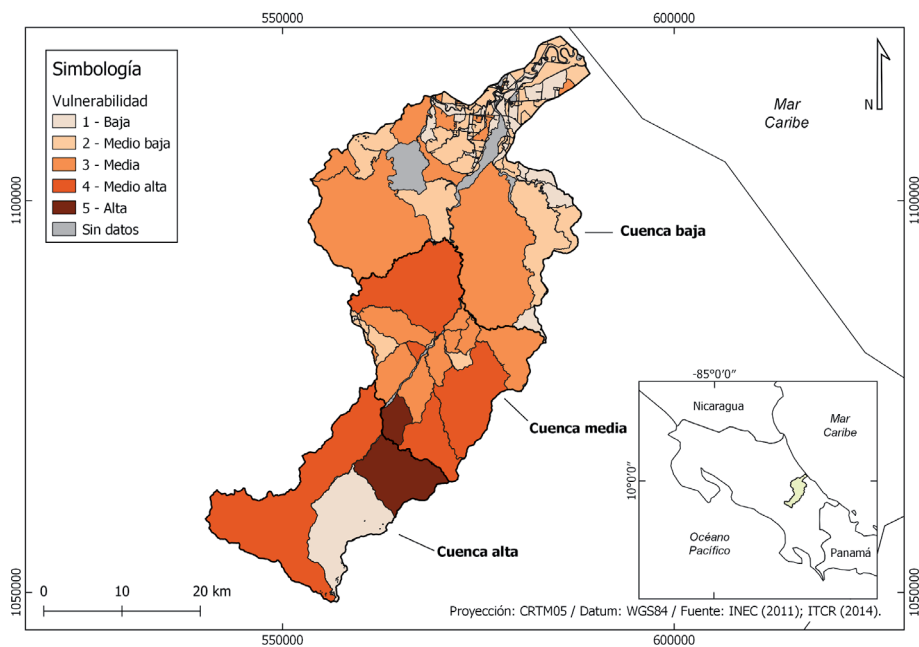 550000
600000
Simbología
Vulnerabilidad
1 - Baja
2 - Medio baja
3 - Media
4 - Medio alta
5 - Alta
Sin datos
N
Mar
Caribe
1100000
1100000
Cuenca baja
-85°0'0"
Nicaragua
Mar
Caribe
Cuenca media
10°0'0"
Océano
Pacífico
Panamá
Cuenca alta
0
10
20 km
1050000
1050000
Proyección: CRTM05 / Datum: WGS84 / Fuente: INEC (2011); ITCR (2014).
550000
600000